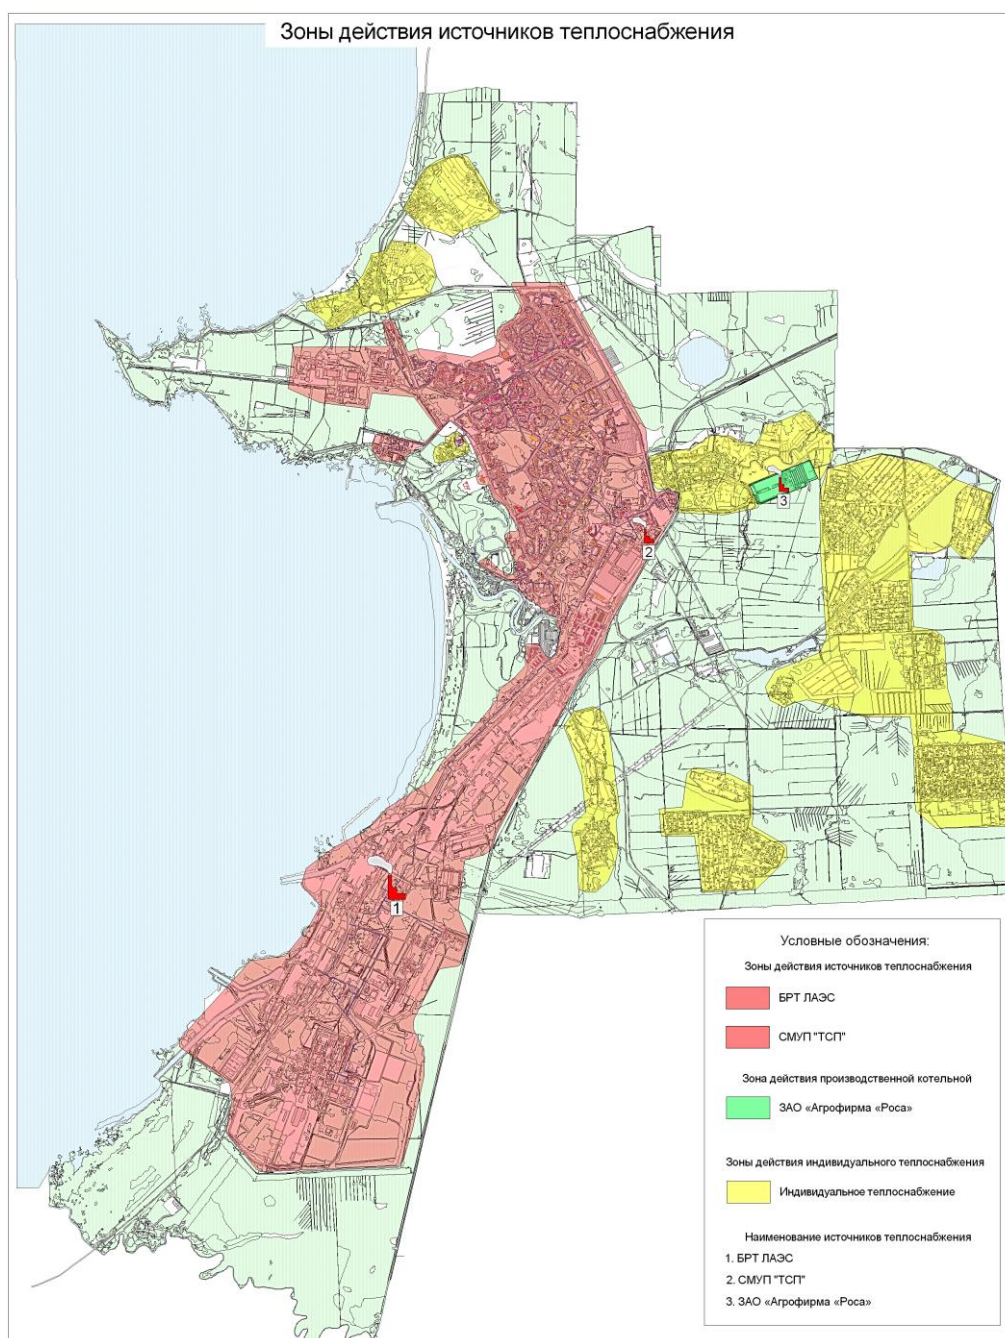 Зоны действия источников теплоснабжения
3
2
1
Условные обозначения:
Зоны действия источников теплоснабжения
БРТ ЛАЭС
СМУП "ТСП"
Зона действия производственной котельной
ЗАО «Агрофирма «Роса»
Зоны действия индивидуального теплоснабжения
Индивидуальное теплоснабжение
Наименование источников теплоснабжения
1. БРТ ЛАЭС
2. СМУП "ТСП"
3. ЗАО «Агрофирма «Роса»